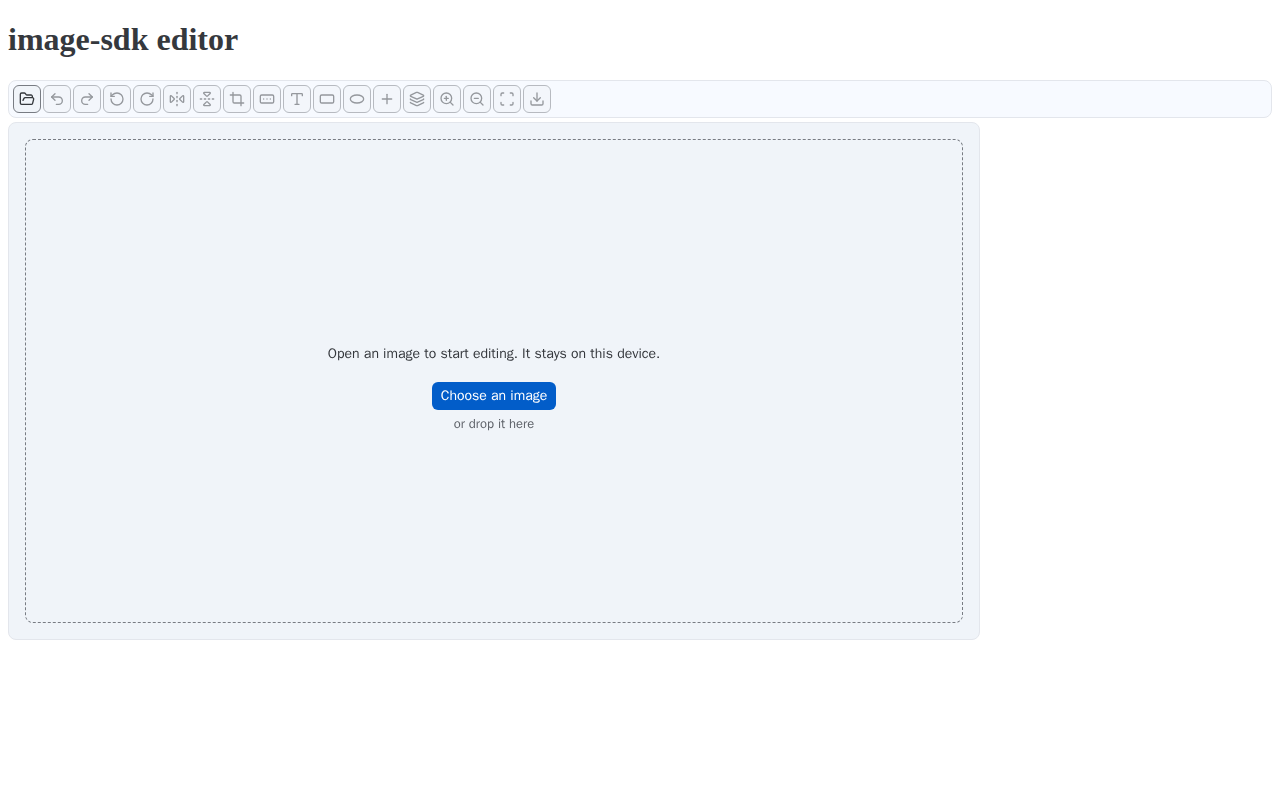 image-sdk editor
Open an image to start editing. It stays on this device.
Choose an image
or drop it here